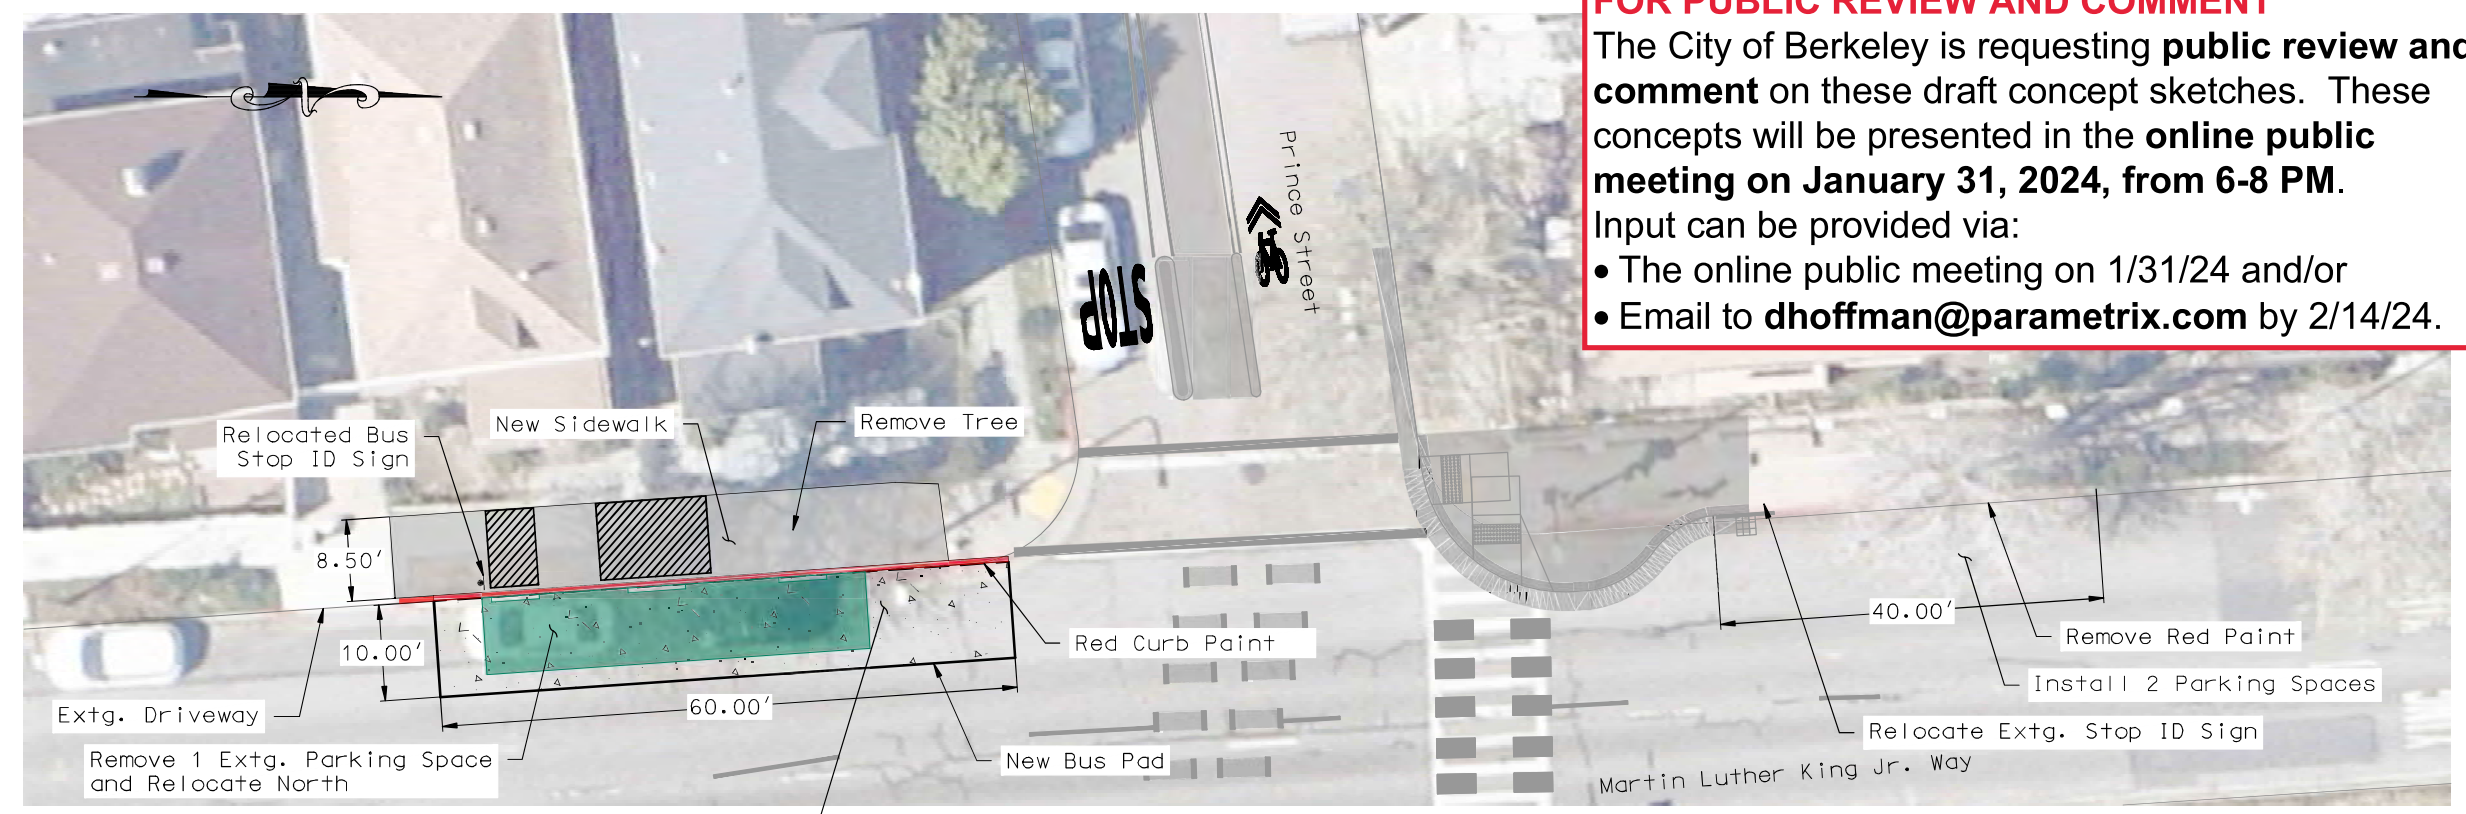 FOR PUBLIC REVIEW AND COMMENT
The City of Berkeley is requesting public review and
comment on these draft concept sketches.  These
concepts will be presented in the online public
meeting on January 31, 2024, from 6-8 PM.
Input can be provided via:
• The online public meeting on 1/31/24 and/or
• Email to dhoffman@parametrix.com by 2/14/24.
Prince Street
STOP
Relocated Bus
Stop ID Sign
New Sidewalk
Remove Tree
8.50'
10.00'
60.00'
40.00'
Red Curb Paint
Remove Red Paint
Install 2 Parking Spaces
Extg. Driveway
Relocate Extg. Stop ID Sign
Remove 1 Extg. Parking Space
and Relocate North
New Bus Pad
Martin Luther King Jr. Way